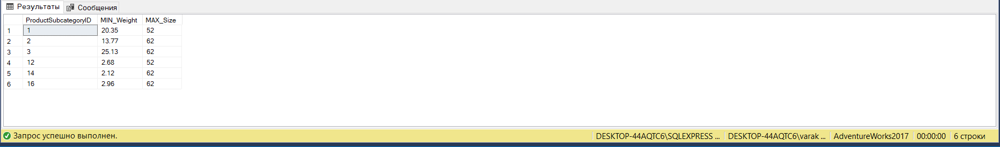 Результаты Сообщения
ProductSubcategoryID MIN_Weight MAX_Size
1 1 20.35 52
2 2 13.77 62
3 3 25.13 62
4 12 2.68 52
5 14 2.12 62
6 16 2.96 62
Запрос успешно выполнен. DESKTOP-44AQTC6\SQLEXPRESS ... DESKTOP-44AQTC6\varak ... AdventureWorks2017 00:00:00 6 строки